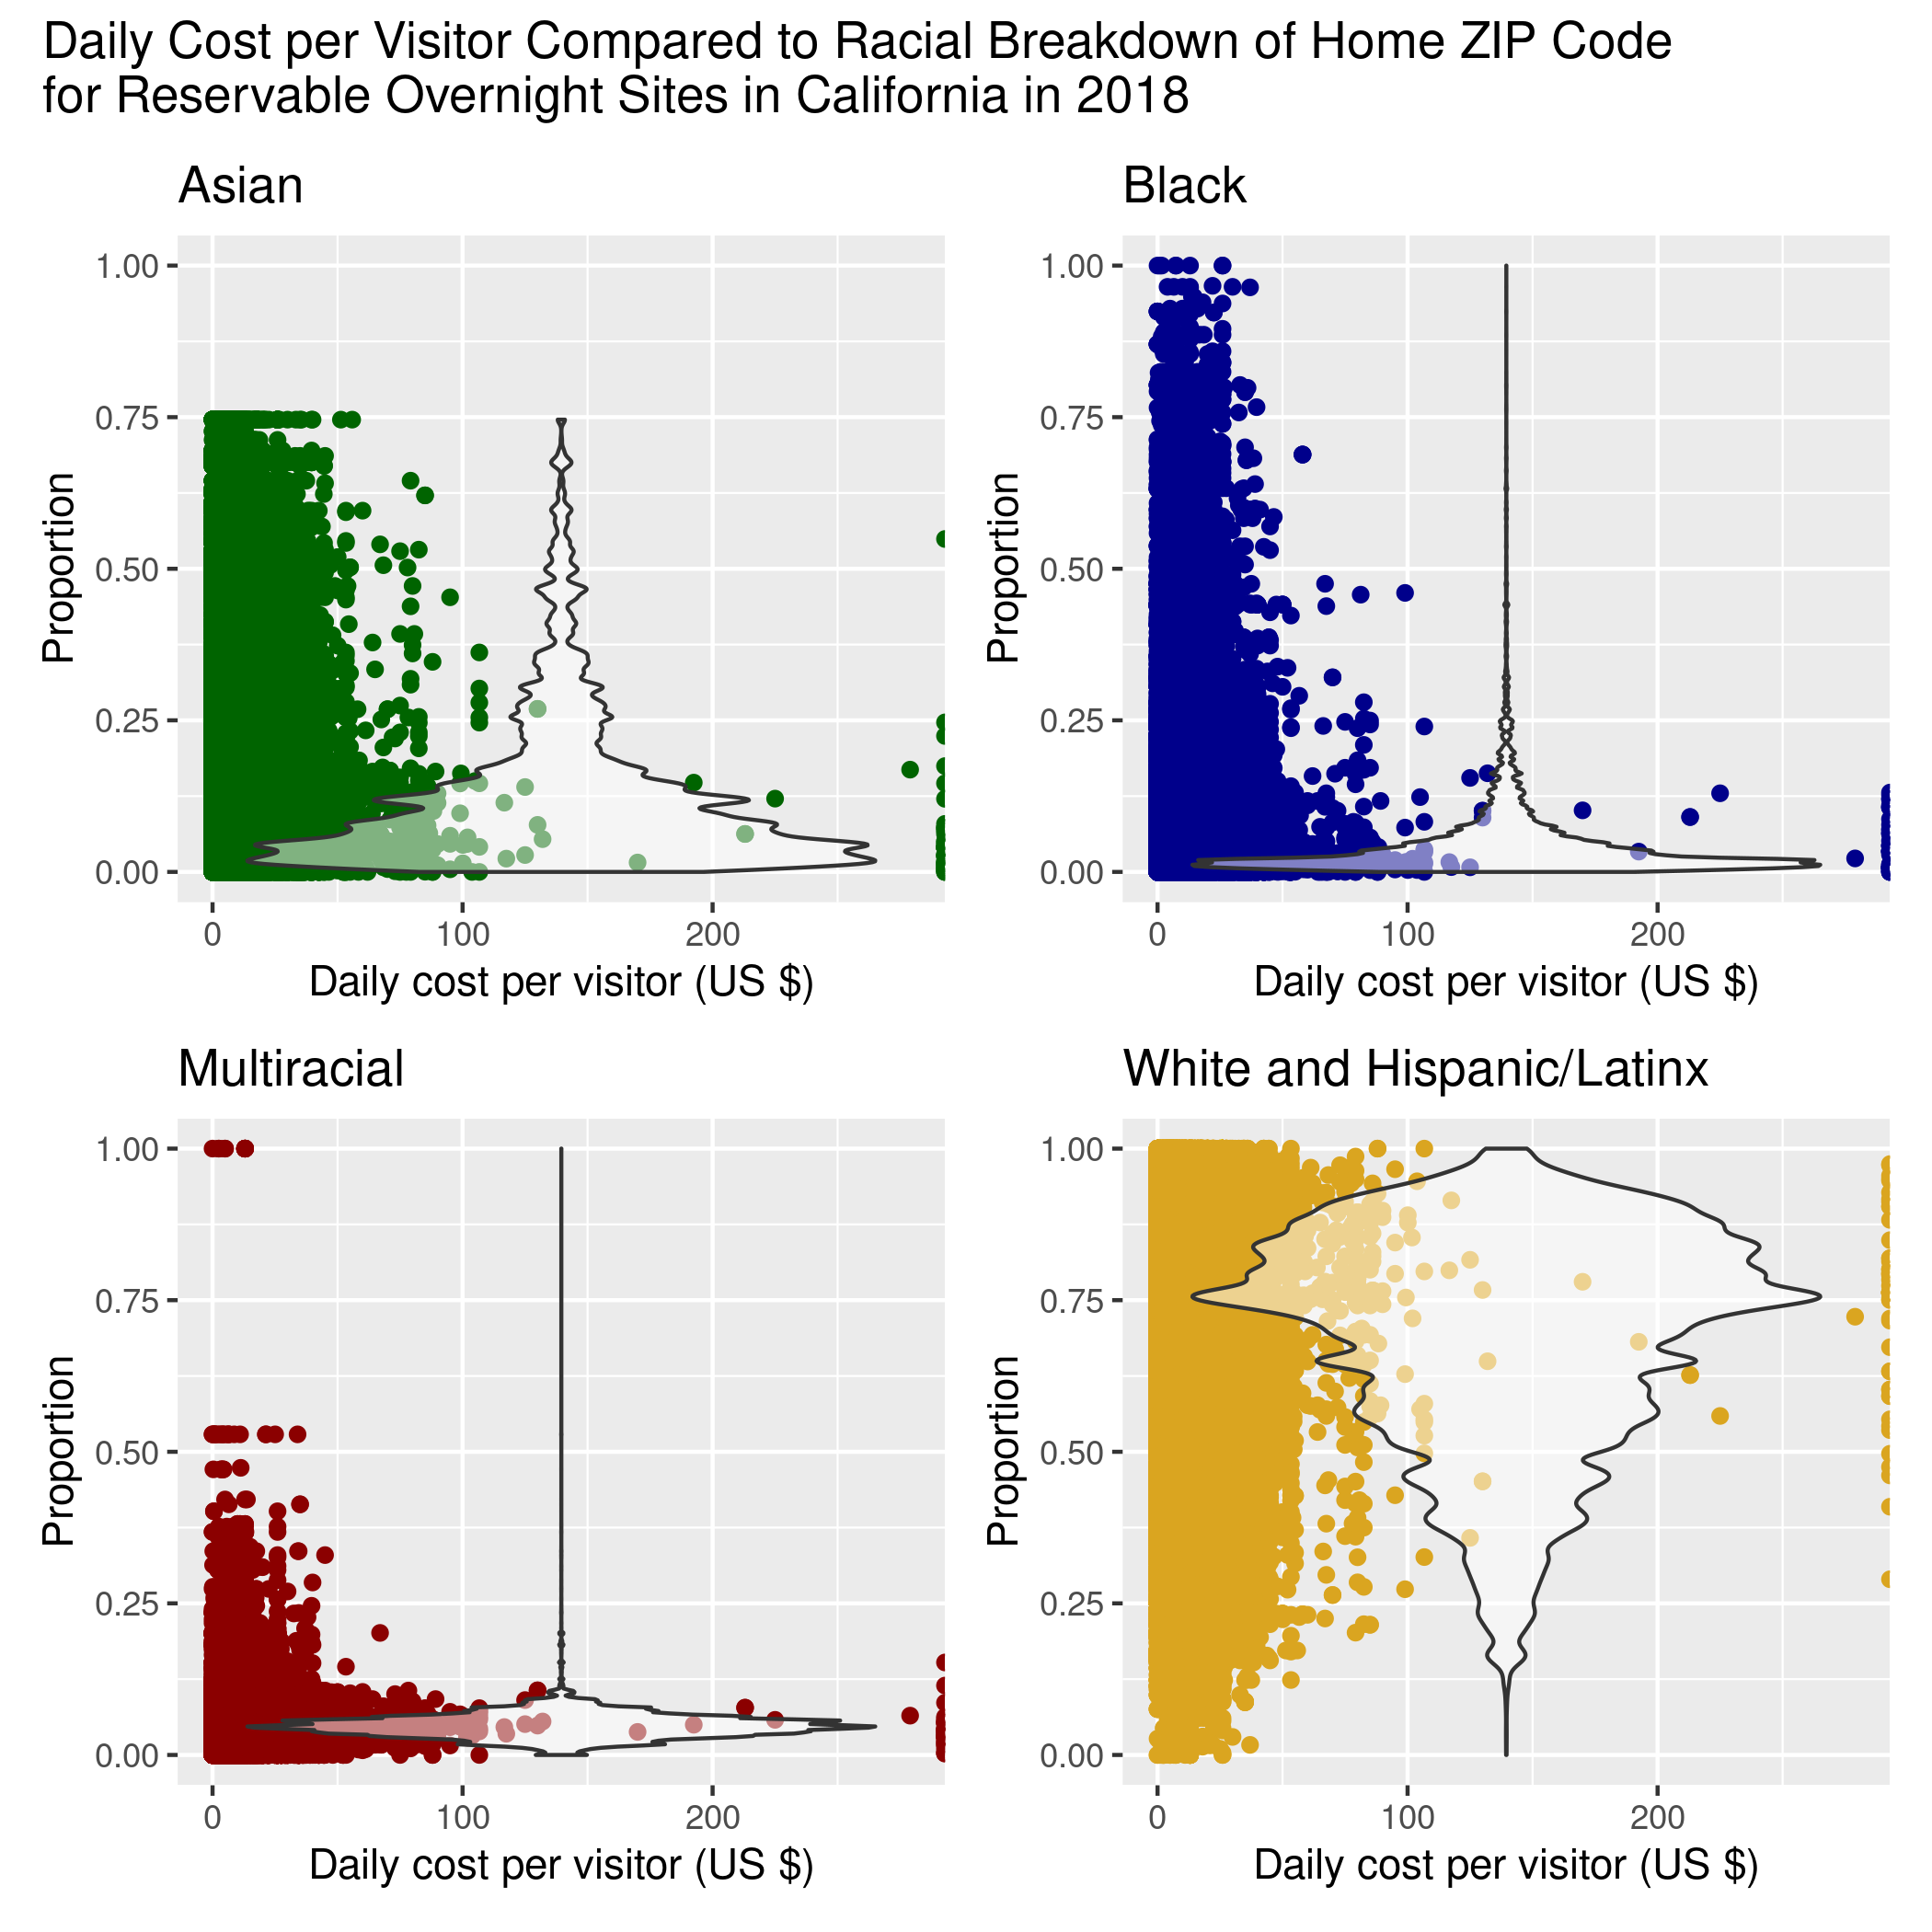 Daily Cost per Visitor Compared to Racial Breakdown of Home ZIP Code
for Reservable Overnight Sites in California in 2018
Asian
1.00
0.75
0.50
0.25
0.00
Proportion
0 100 200
Daily cost per visitor (US $)
Black
1.00
0.75
0.50
0.25
0.00
Proportion
0 100 200
Daily cost per visitor (US $)
Multiracial
1.00
0.75
0.50
0.25
0.00
Proportion
0 100 200
Daily cost per visitor (US $)
White and Hispanic/Latinx
1.00
0.75
0.50
0.25
0.00
Proportion
0 100 200
Daily cost per visitor (US $)